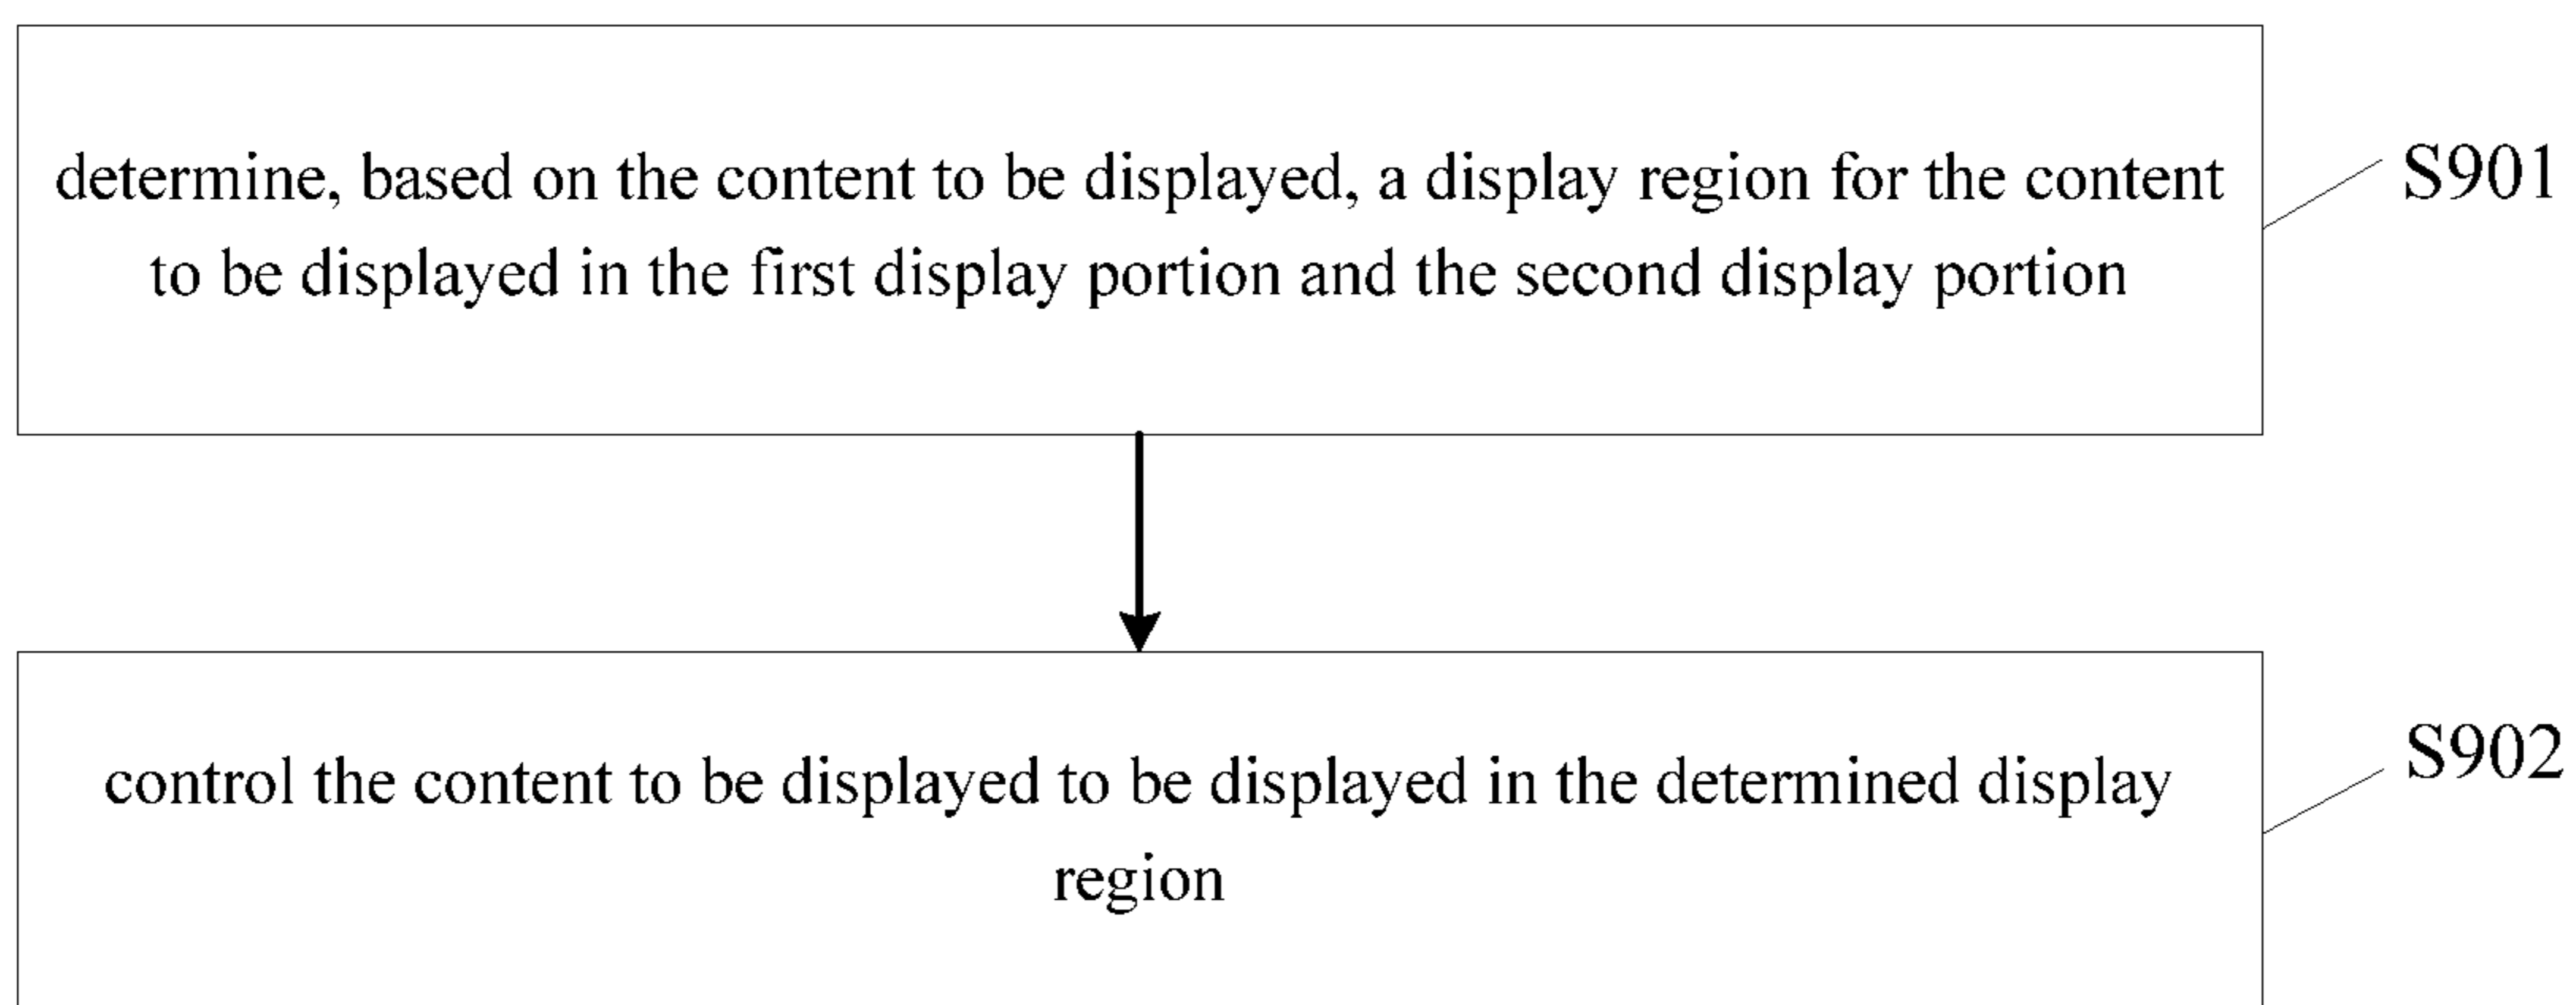 determine, based on the content to be displayed, a display region for the content
to be displayed in the first display portion and the second display portion
S901
control the content to be displayed to be displayed in the determined display
region
S902